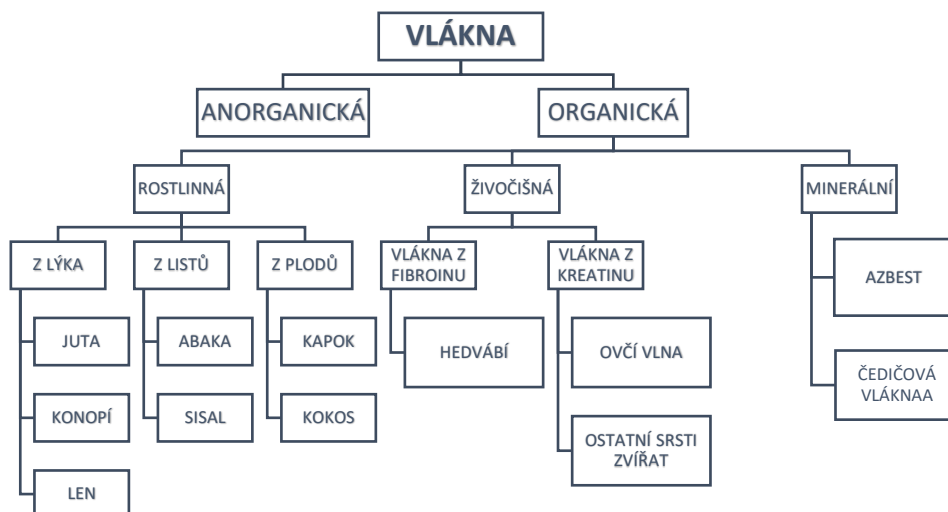 VLÁKNA
ANORGANICKÁ
ORGANICKÁ
ROSTLINNÁ
ŽIVOČIŠNÁ
MINERÁLNÍ
Z LÝKA
Z LISTŮ
Z PLODŮ
VLÁKNA Z
FIBROINU
VLÁKNA Z
KREATINU
AZBEST
JUTA
ABAKA
KAPOK
HEDVÁBÍ
OVČÍ VLNA
ČEDIČOVÁ
VLÁKNAA
KONOPÍ
SISAL
KOKOS
OSTATNÍ SRSTI
ZVÍŘAT
LEN